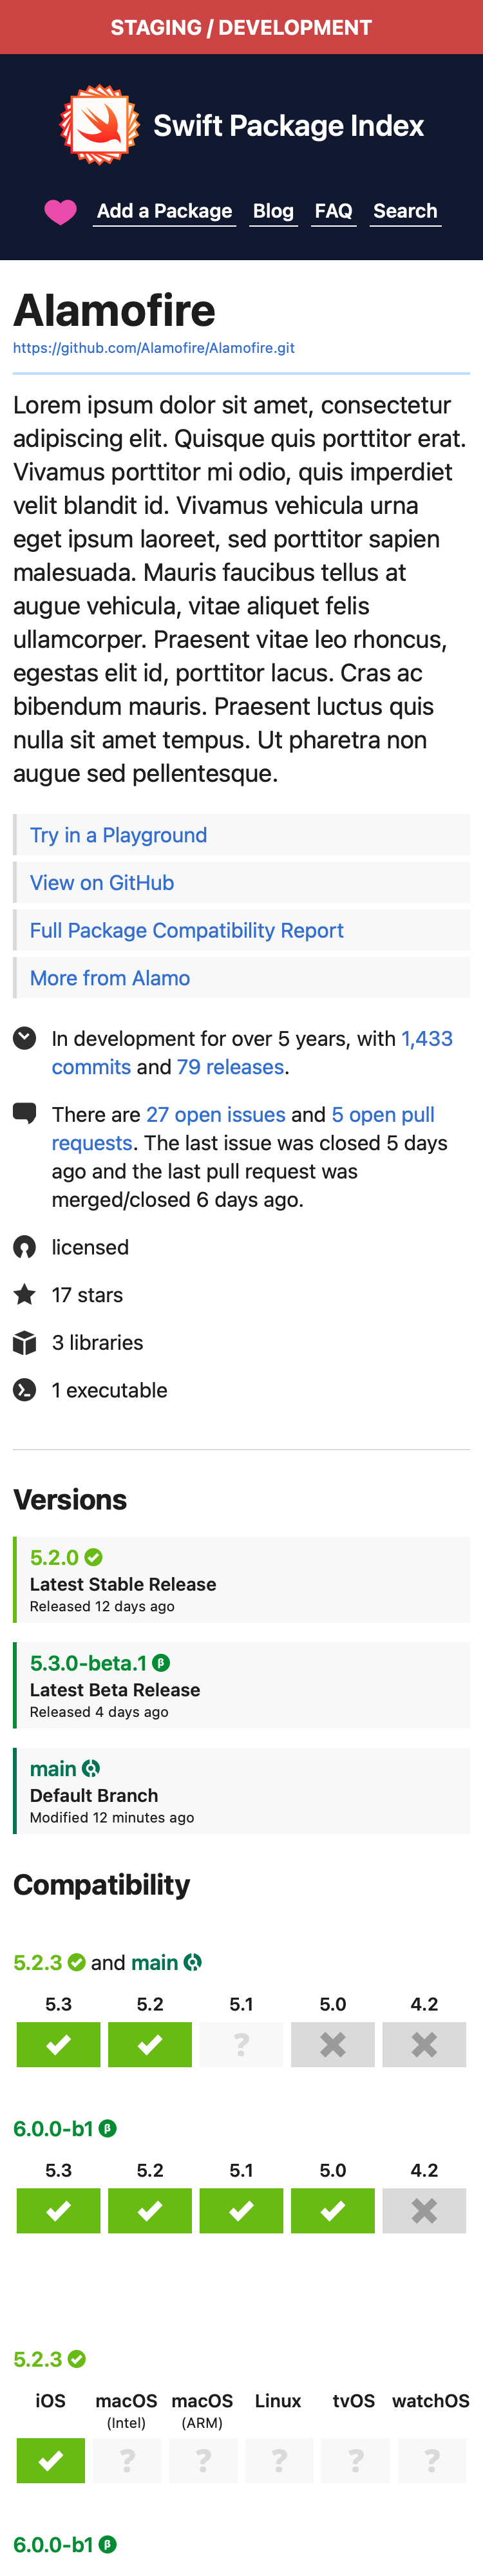 STAGING / DEVELOPMENT
Swift Package Index
Add a Package Blog FAQ Search
Alamofire
https://github.com/Alamofire/Alamofire.git
Lorem ipsum dolor sit amet, consectetur
adipiscing elit. Quisque quis porttitor erat.
Vivamus porttitor mi odio, quis imperdiet
velit blandit id. Vivamus vehicula urna
eget ipsum laoreet, sed porttitor sapien
malesuada. Mauris faucibus tellus at
augue vehicula, vitae aliquet felis
ullamcorper. Praesent vitae leo rhoncus,
egestas elit id, porttitor lacus. Cras ac
bibendum mauris. Praesent luctus quis
nulla sit amet tempus. Ut pharetra non
augue sed pellentesque.
Try in a Playground
View on GitHub
Full Package Compatibility Report
More from Alamo
In development for over 5 years, with 1,433
commits and 79 releases.
There are 27 open issues and 5 open pull
requests. The last issue was closed 5 days
ago and the last pull request was
merged/closed 6 days ago.
licensed
17 stars
3 libraries
1 executable
Versions
5.2.0
Latest Stable Release
Released 12 days ago
5.3.0-beta.1 β
Latest Beta Release
Released 4 days ago
main
Default Branch
Modified 12 minutes ago
Compatibility
5.2.3 and main
5.3 5.2 5.1 5.0 4.2
?
6.0.0-b1 β
5.3 5.2 5.1 5.0 4.2
5.2.3
iOS macOS macOS Linux tvOS watchOS
(Intel) (ARM)
? ? ? ? ?
6.0.0-b1 β